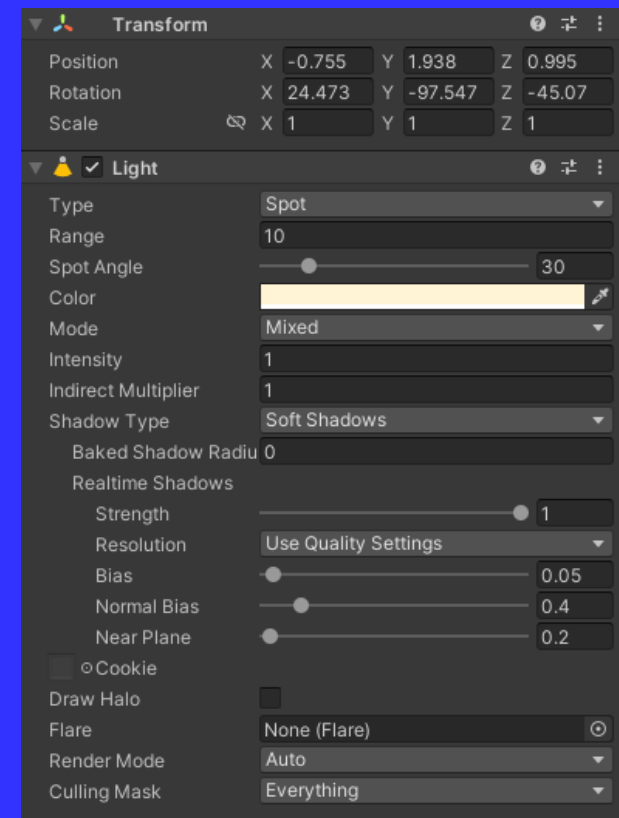 Transform
Position X -0.755 Y 1.938 Z 0.995
Rotation X 24.473 Y -97.547 Z -45.07
Scale X 1 Y 1 Z 1
Light
Type Spot
Range 10
Spot Angle 30
Color
Mode Mixed
Intensity 1
Indirect Multiplier 1
Shadow Type Soft Shadows
Baked Shadow Radiu 0
Realtime Shadows
Strength 1
Resolution Use Quality Settings
Bias 0.05
Normal Bias 0.4
Near Plane 0.2
Cookie
Draw Halo
Flare None (Flare)
Render Mode Auto
Culling Mask Everything